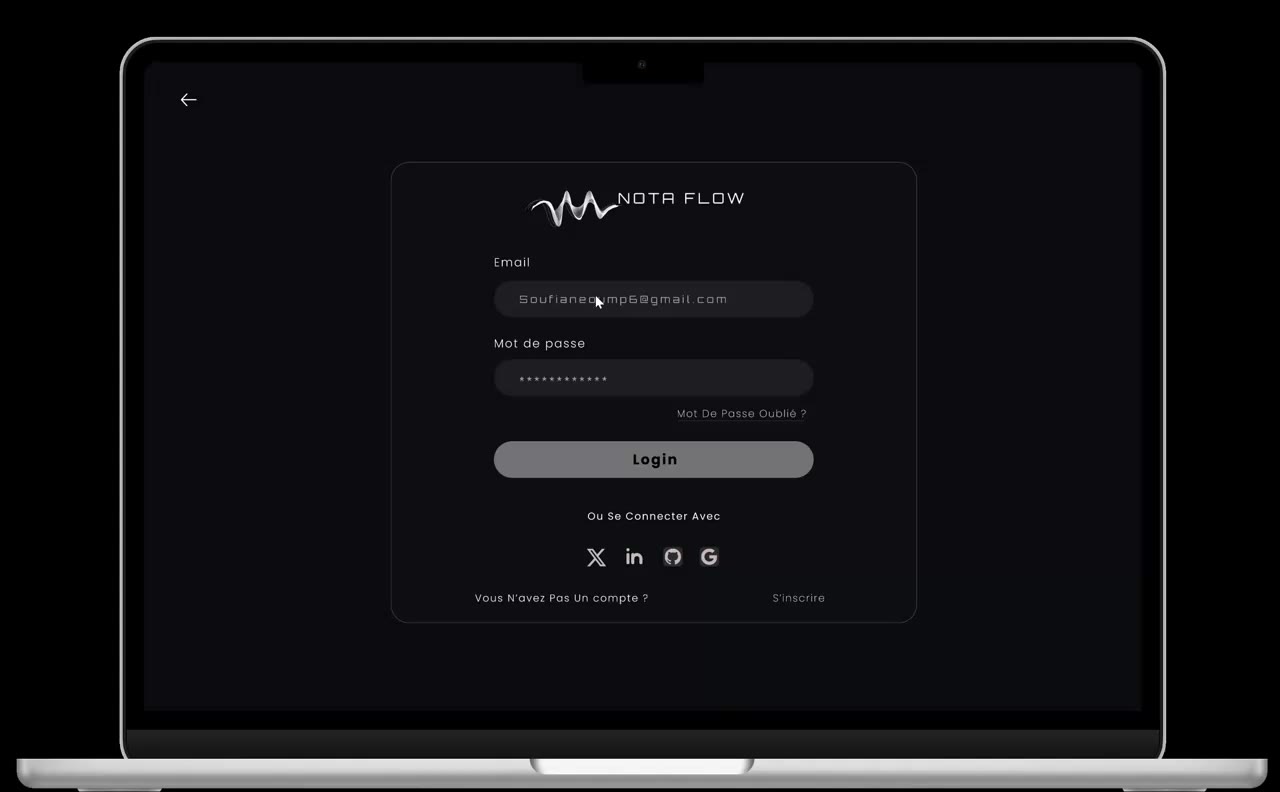 NOTA FLOW
Email
Mot de passe
************
Mot De Passe Oublié ?
Login
Ou Se Connecter Avec
Vous N'avez Pas Un compte ?
S'inscrire